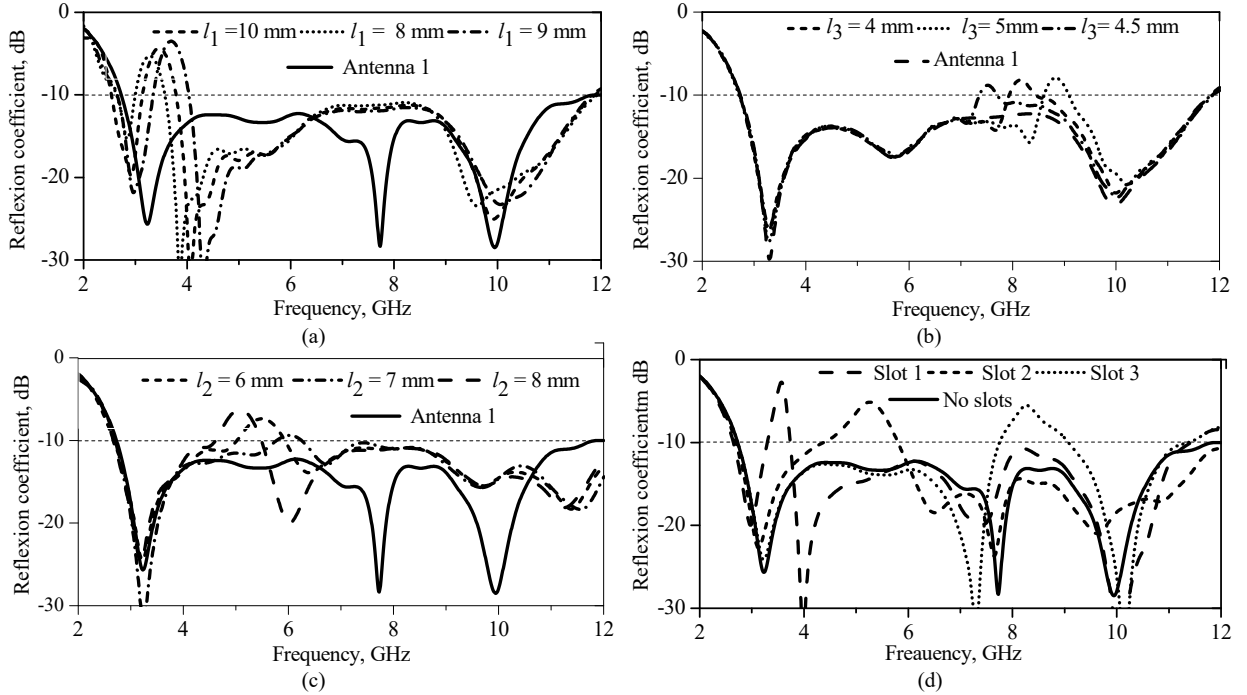 0
l1 =10 mm l1 = 8 mm l1 = 9 mm
Antenna 1
-10
-20
-30
Reflexion coefficient, dB
2 4 6 8 10 12
Frequency, GHz
(a)
0
l3 = 4 mm l3= 5mm l3= 4.5 mm
Antenna 1
-10
-20
-30
Reflexion coefficient, dB
2 4 6 8 10 12
Frequency, GHz
(b)
0
l2 = 6 mm l2 = 7 mm l2 = 8 mm
Antenna 1
-10
-20
-30
Reflexion coefficient, dB
2 4 6 8 10 12
Frequency, GHz
(c)
0
Slot 1 Slot 2 Slot 3
No slots
-10
-20
-30
Reflexion coefficientm dB
2 4 6 8 10 12
Freauency, GHz
(d)